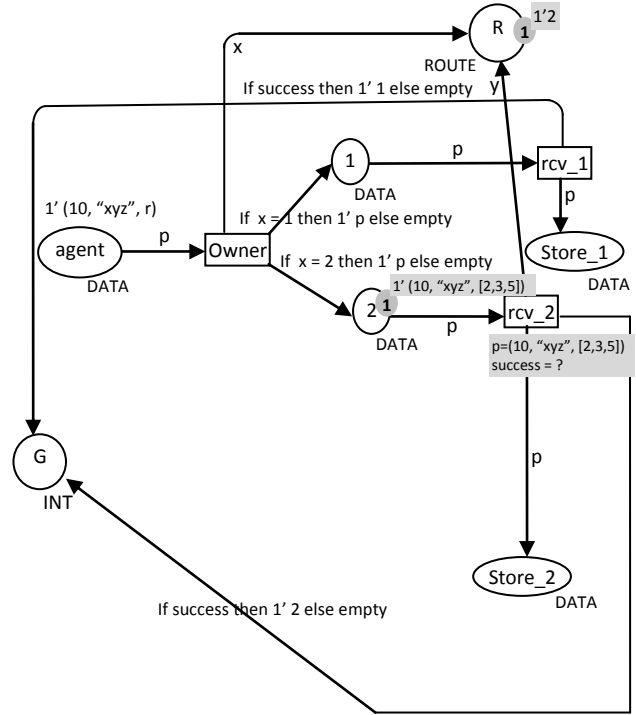 1'2
R
1
x
ROUTE
y
If success then 1' 1 else empty
1
p
rcv_1
DATA
p
1' (10, “xyz”, r)
If x = 1 then 1' p else empty
agent
p
Owner
Store_1
DATA
If x = 2 then 1' p else empty
DATA
1' (10, “xyz”, [2,3,5])
2
1
p
rcv_2
DATA
p=(10, “xyz”, [2,3,5])
success = ?
G
p
INT
Store_2
DATA
If success then 1' 2 else empty